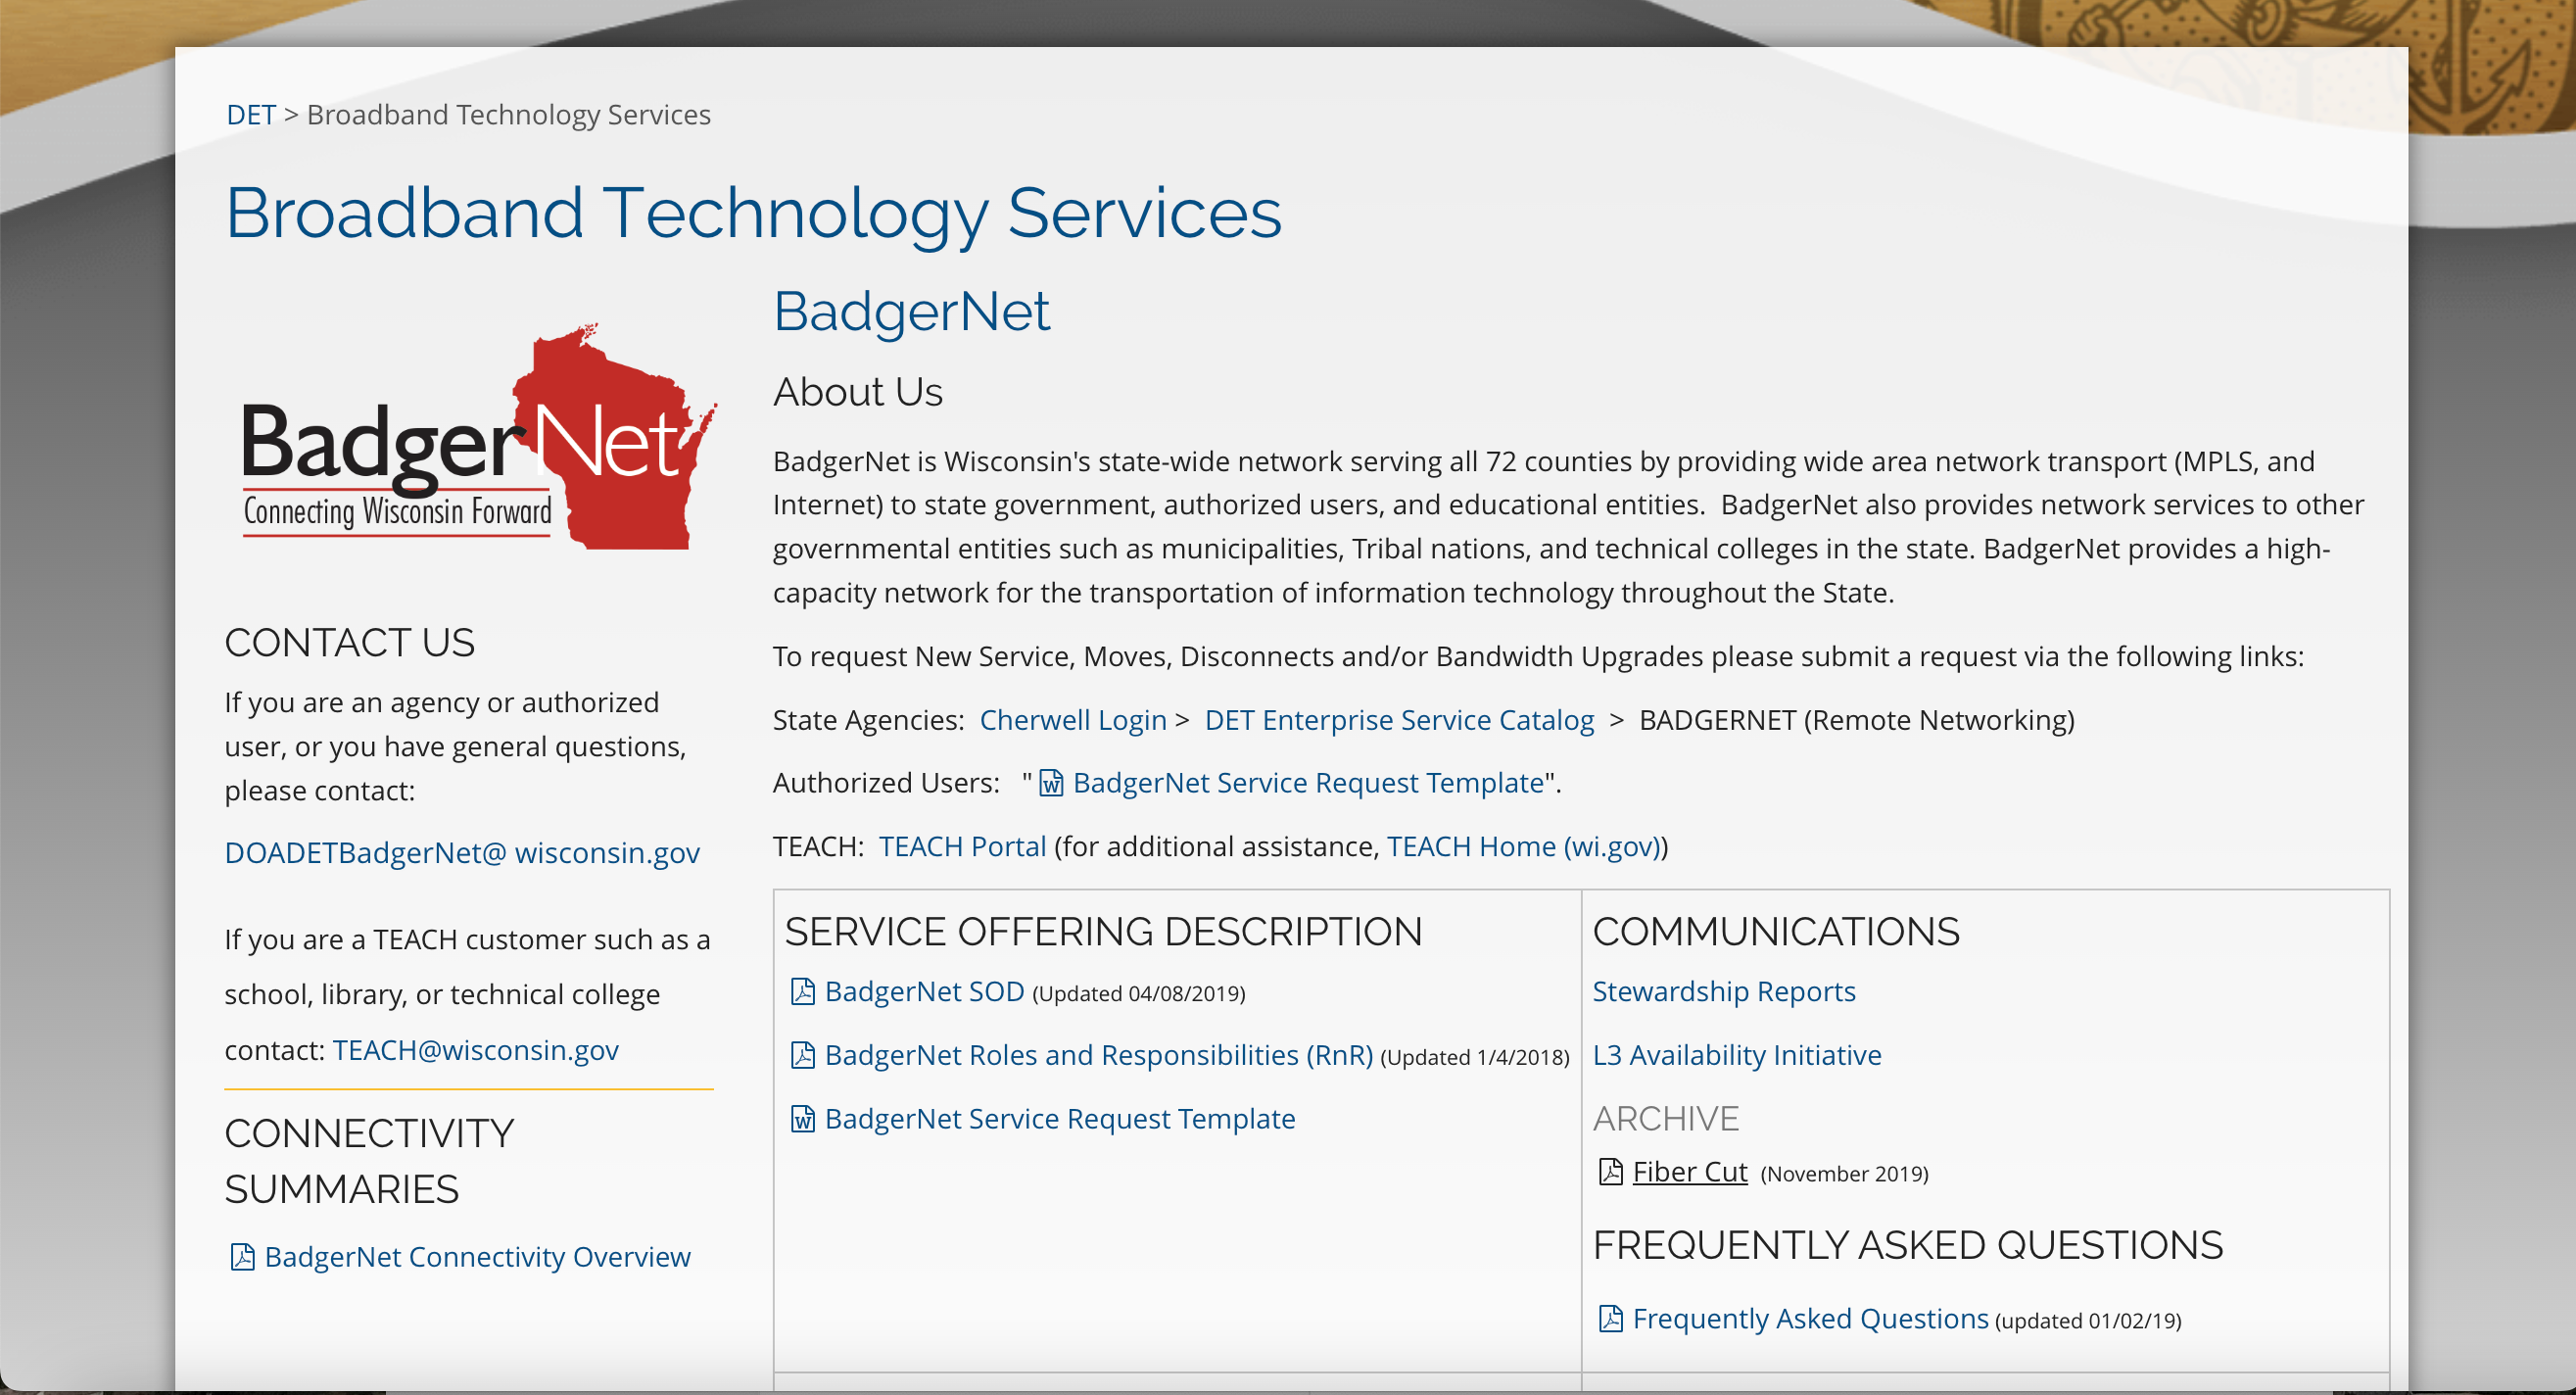 DET > Broadband Technology Services
Broadband Technology Services
BadgerNet
Connecting Wisconsin Forward
CONTACT US
If you are an agency or authorized
user, or you have general questions,
please contact:
DOADETBadgerNet@ wisconsin.gov
If you are a TEACH customer such as a
school, library, or technical college
contact: TEACH@wisconsin.gov
CONNECTIVITY
SUMMARIES
BadgerNet Connectivity Overview
BadgerNet
About Us
BadgerNet is Wisconsin's state-wide network serving all 72 counties by providing wide area network transport (MPLS, and
Internet) to state government, authorized users, and educational entities.  BadgerNet also provides network services to other
governmental entities such as municipalities, Tribal nations, and technical colleges in the state. BadgerNet provides a high-
capacity network for the transportation of information technology throughout the State.
To request New Service, Moves, Disconnects and/or Bandwidth Upgrades please submit a request via the following links:
State Agencies:  Cherwell Login >  DET Enterprise Service Catalog  >  BADGERNET (Remote Networking)
Authorized Users:   " BadgerNet Service Request Template".
TEACH:  TEACH Portal (for additional assistance, TEACH Home (wi.gov))
SERVICE OFFERING DESCRIPTION
BadgerNet SOD (Updated 04/08/2019)
BadgerNet Roles and Responsibilities (RnR) (Updated 1/4/2018)
BadgerNet Service Request Template
COMMUNICATIONS
Stewardship Reports
L3 Availability Initiative
ARCHIVE
Fiber Cut  (November 2019)
FREQUENTLY ASKED QUESTIONS
Frequently Asked Questions (updated 01/02/19)